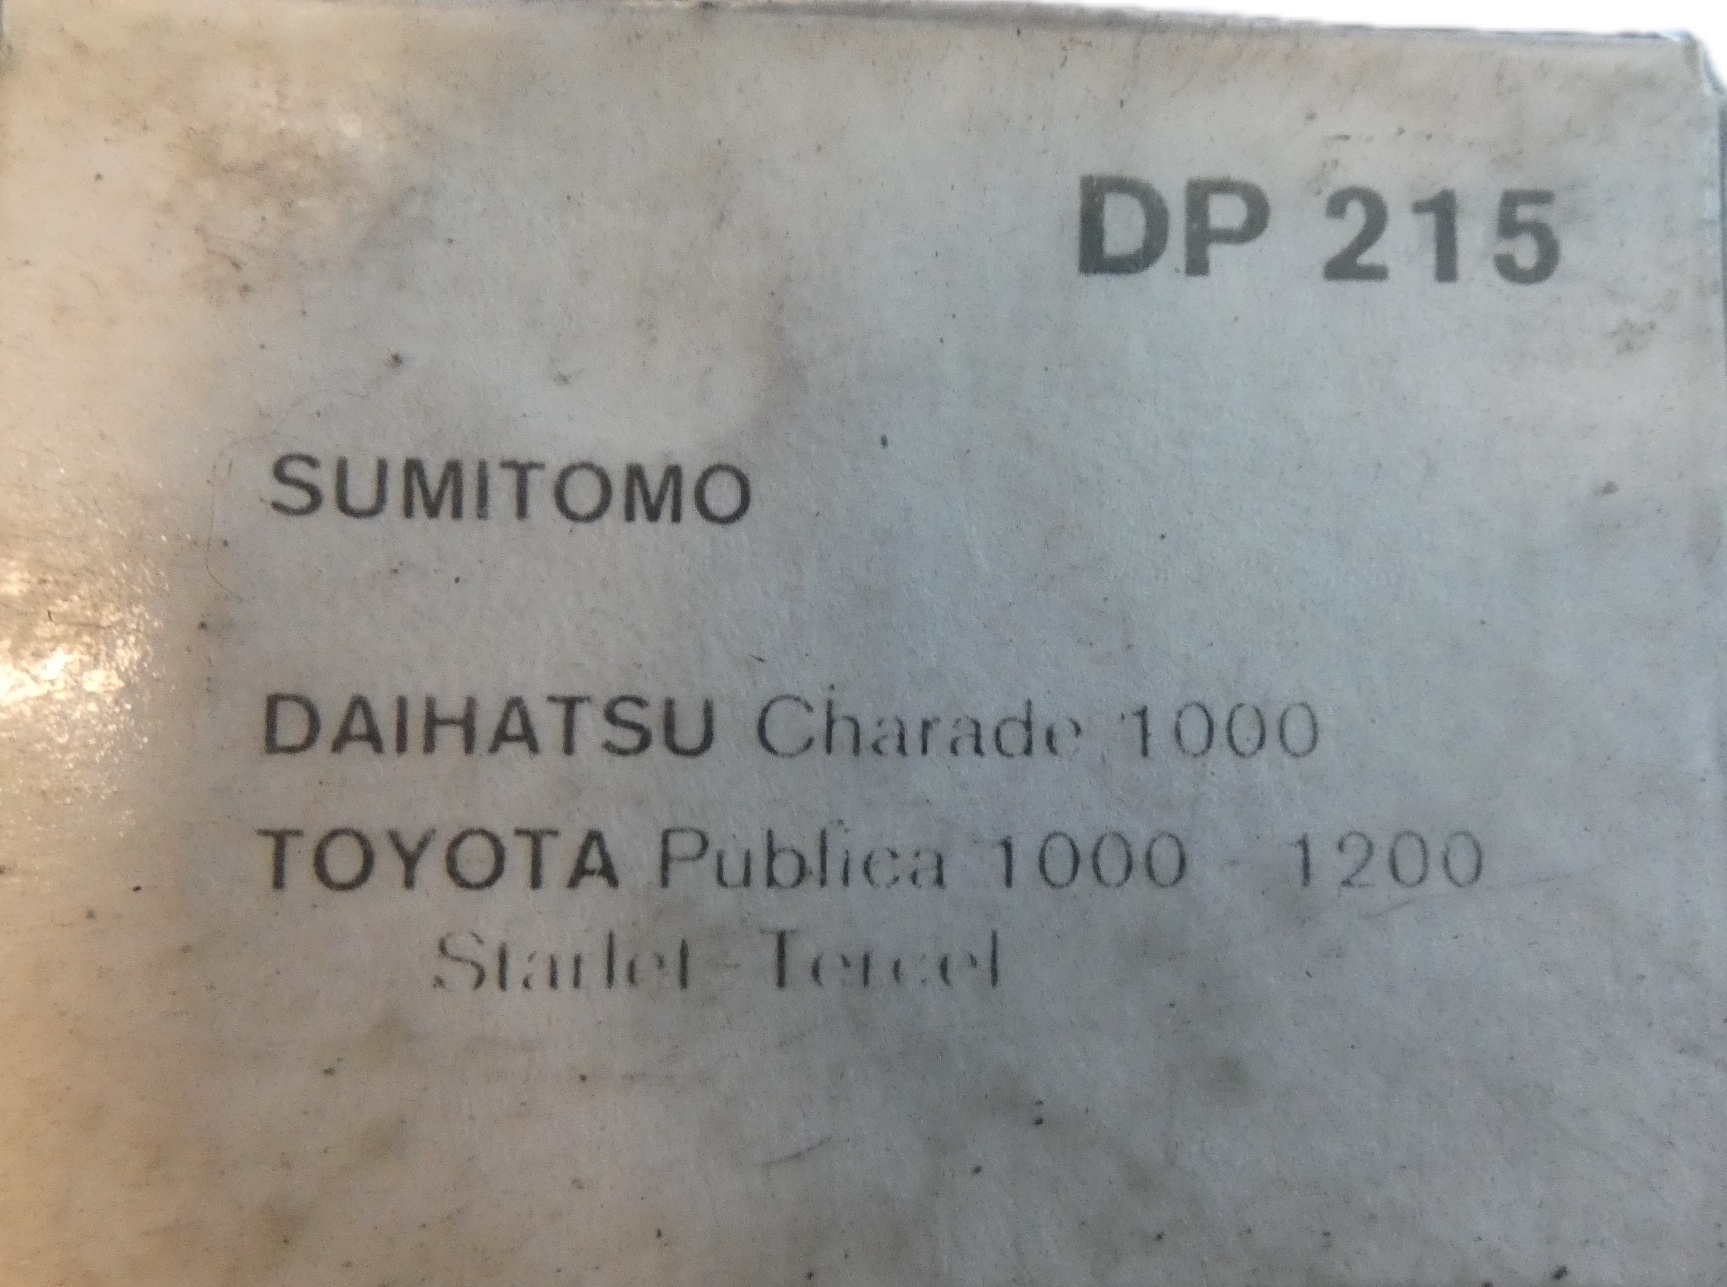 DP 215
SUMITOMO
DAIHATSU Charade 1000
TOYOTA Publica 1000 - 1200
Starlet - Tercel